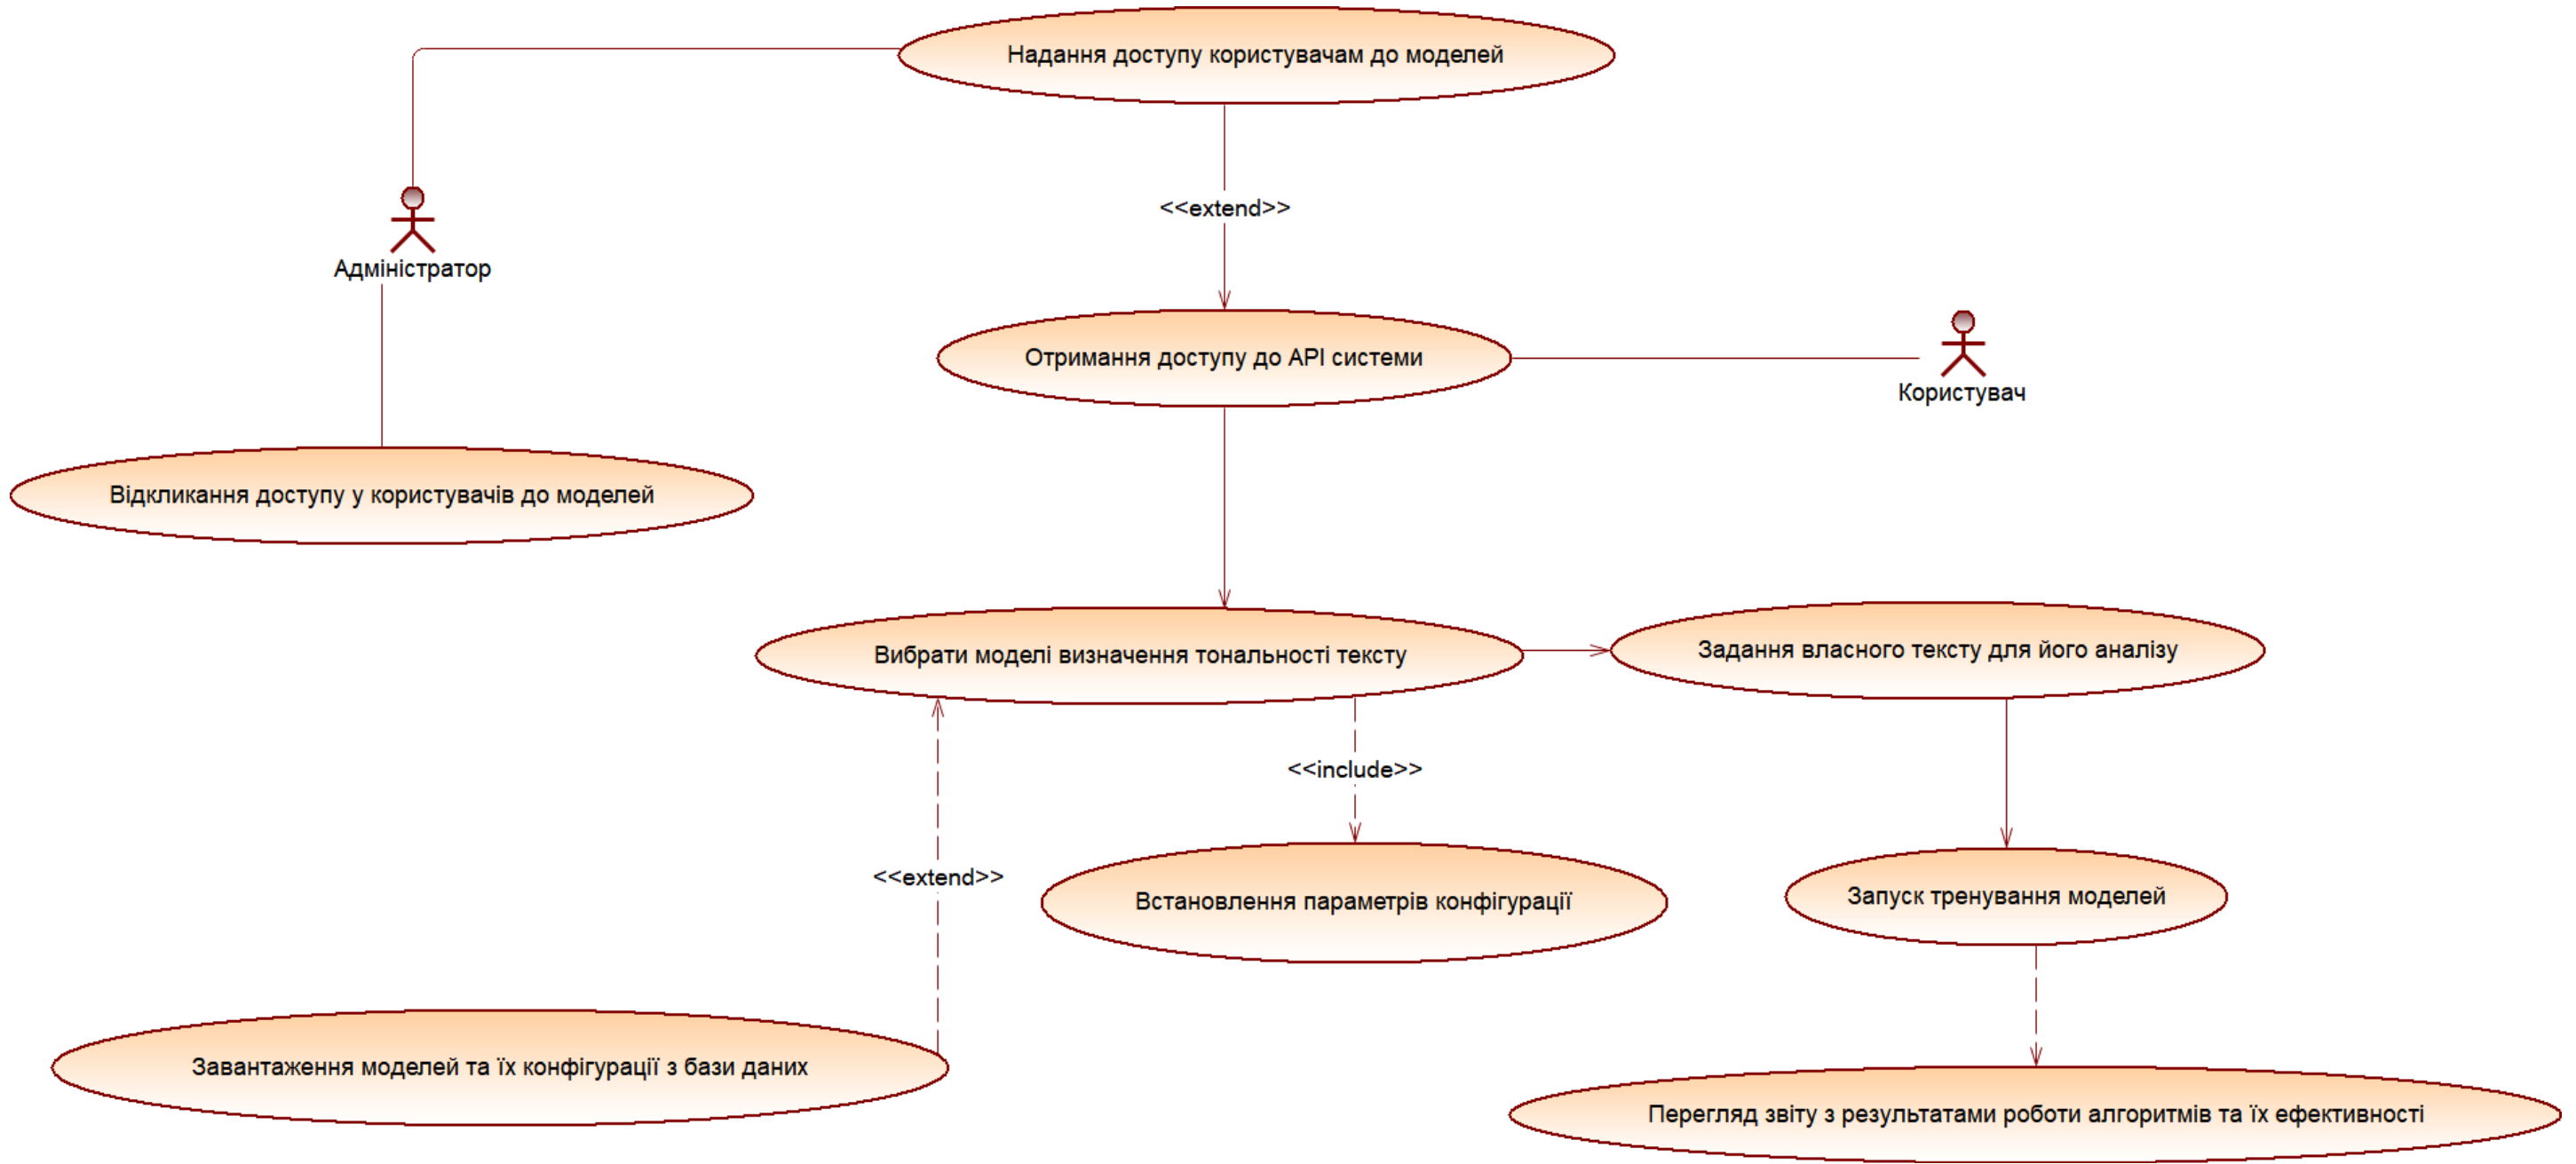 Надання доступу користувачам до моделей
<<extend>>
Адміністратор
Отримання доступу до API системи
Користувач
Відкликання доступу у користувачів до моделей
Вибрати моделі визначення тональності тексту
Задання власного тексту для його аналізу
<<include>>
<<extend>>
Встановлення параметрів конфігурації
Запуск тренування моделей
Завантаження моделей та їх конфігурації з бази даних
Перегляд звіту з результатами роботи алгоритмів та їх ефективності